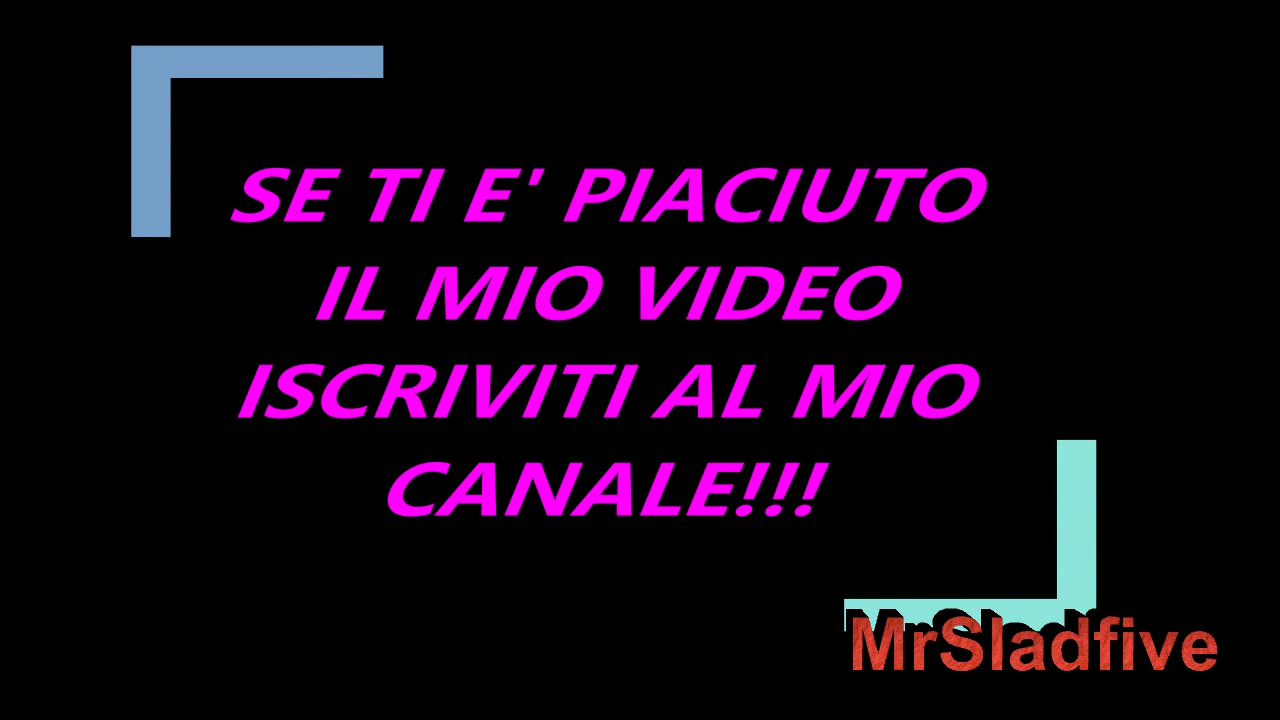 SE TI E' PIACIUTO
IL MIO VIDEO
ISCRIVITI AL MIO
CANALE!!!
MrSladfive